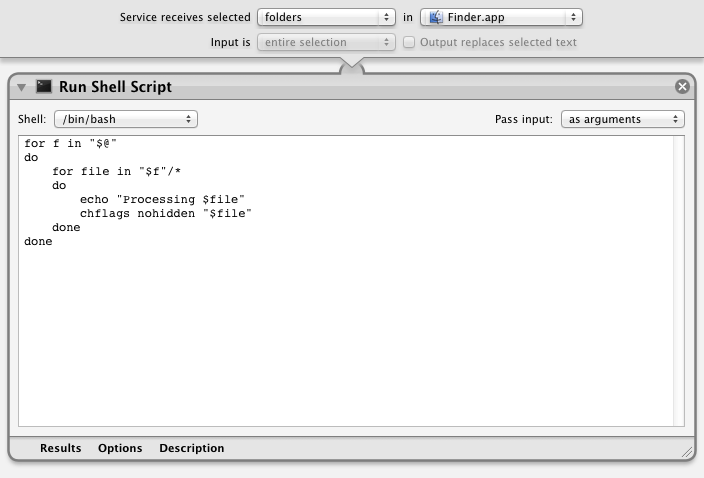 Service receives selected folders in Finder.app
Input is entire selection Output replaces selected text
Run Shell Script
Shell: /bin/bash Pass input: as arguments
for f in "$@"
do
    for file in "$f"/*
    do
        echo "Processing $file"
        chflags nohidden "$file"
    done
done
Results Options Description